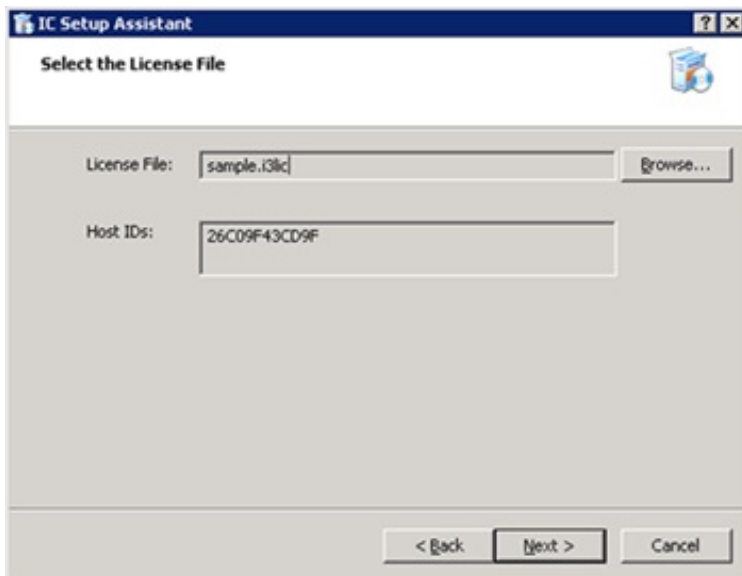 IC Setup Assistant
Select the License File
License File: sample.i3lic Browse...
Host IDs: 26C09F43CD9F
< Back Next > Cancel